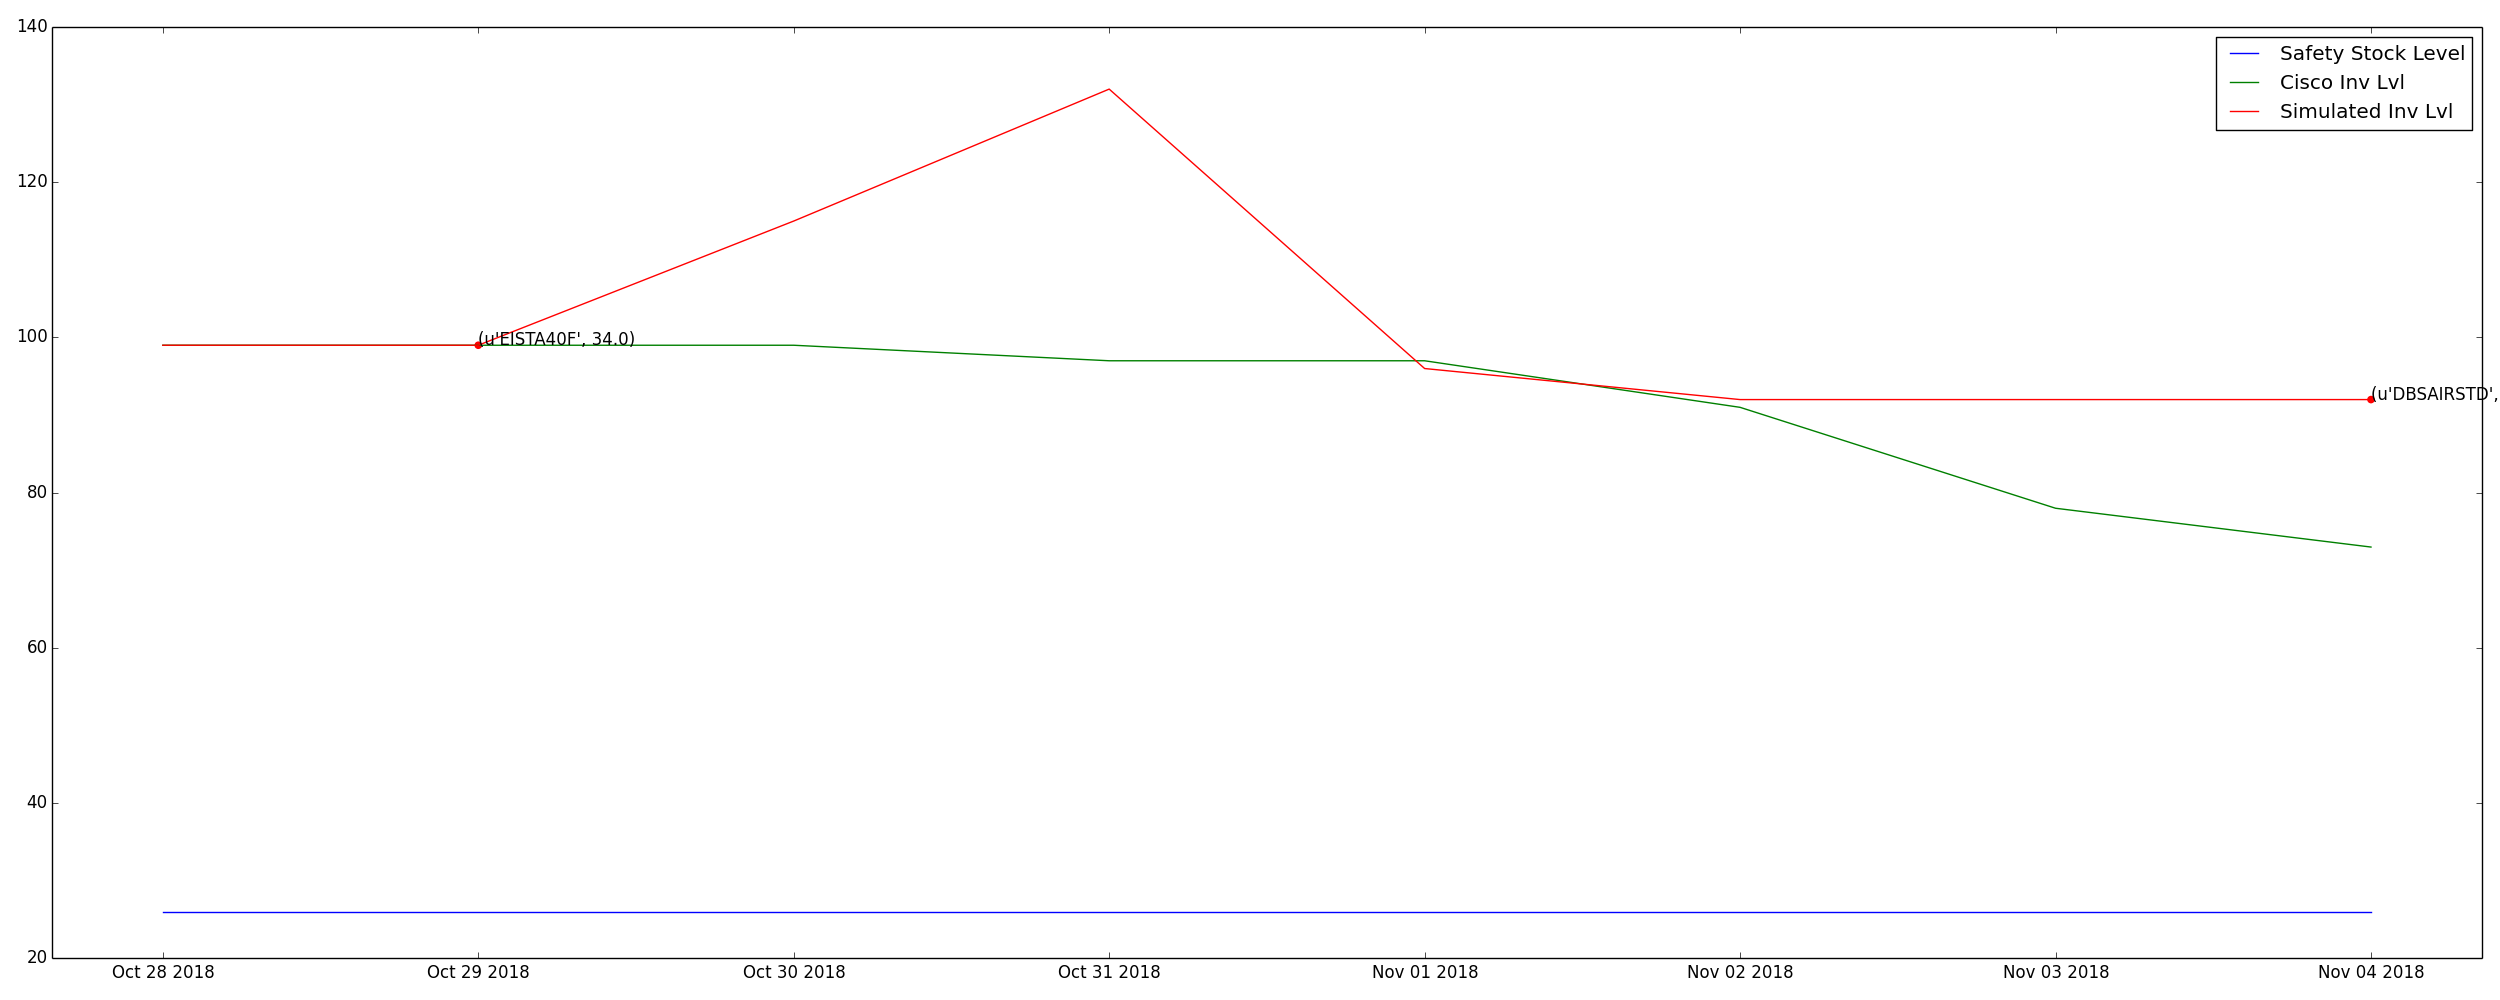 140
120
100
80
60
40
20
Safety Stock Level
Cisco Inv Lvl
Simulated Inv Lvl
(u'EISTA40F', 34.0)
(u'DBSAIRSTD',
Oct 28 2018
Oct 29 2018
Oct 30 2018
Oct 31 2018
Nov 01 2018
Nov 02 2018
Nov 03 2018
Nov 04 2018